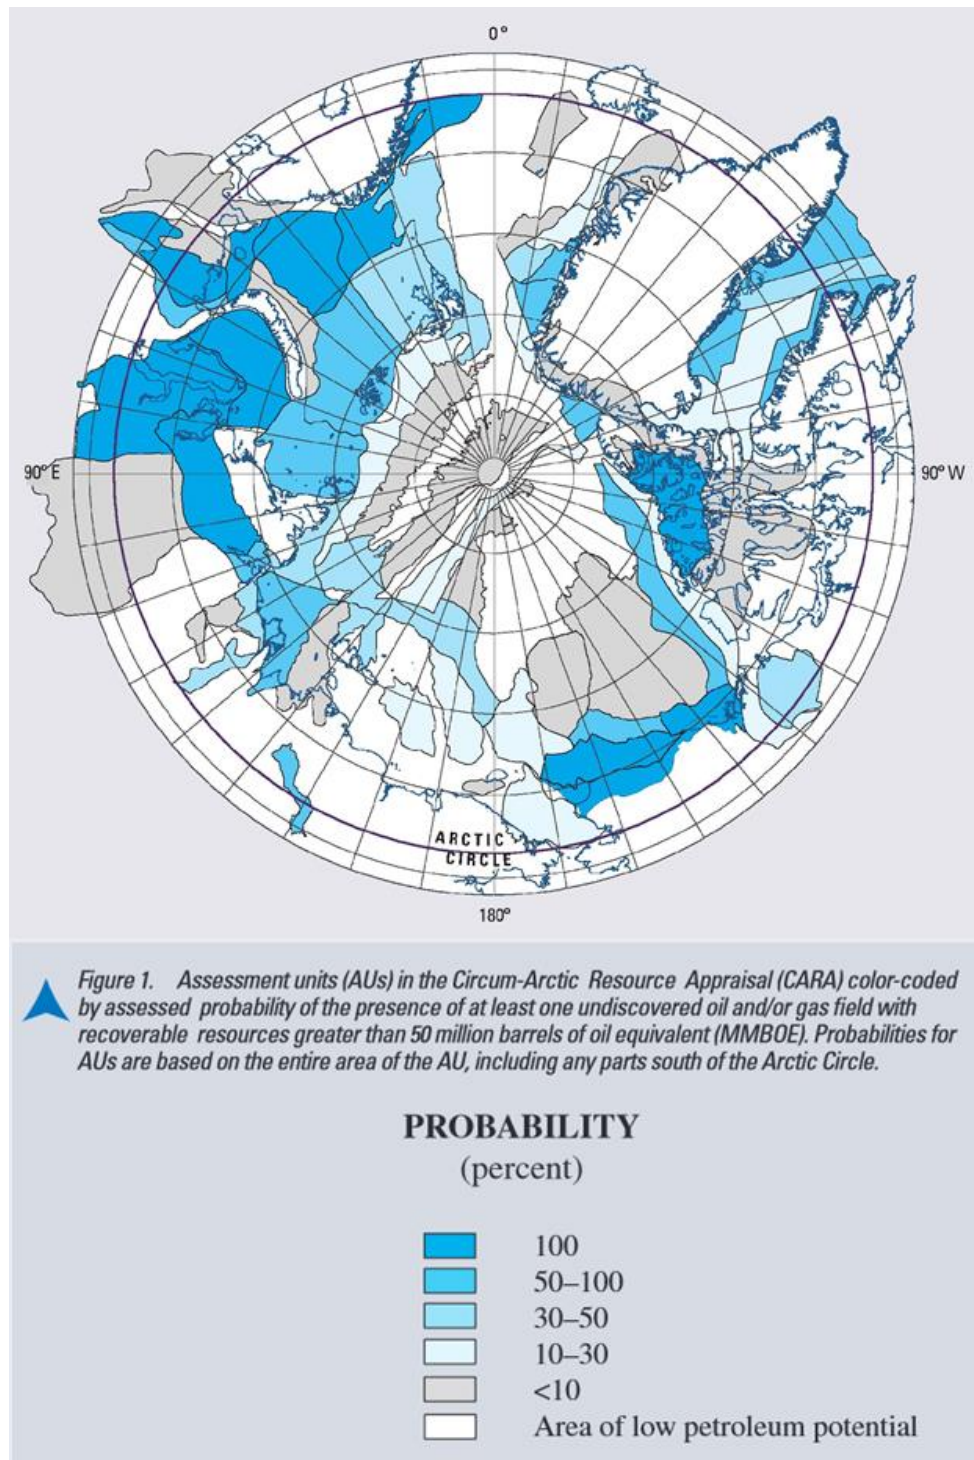 0°
90° E
90° W
ARCTIC
CIRCLE
180°
Figure 1. Assessment units (AUs) in the Circum-Arctic Resource Appraisal (CARA) color-coded
by assessed probability of the presence of at least one undiscovered oil and/or gas field with
recoverable resources greater than 50 million barrels of oil equivalent (MMBOE). Probabilities for
AUs are based on the entire area of the AU, including any parts south of the Arctic Circle.
PROBABILITY
(percent)
100
50–100
30–50
10–30
<10
Area of low petroleum potential